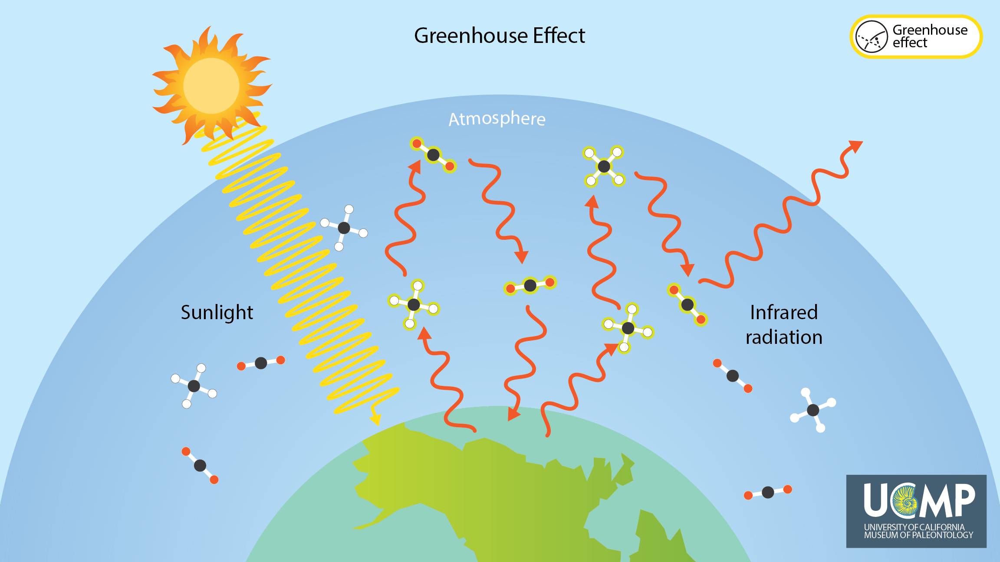 Greenhouse Effect
Greenhouse
effect
Atmosphere
Sunlight
Infrared
radiation
UCMP
UNIVERSITY OF CALIFORNIA
MUSEUM OF PALEONTOLOGY